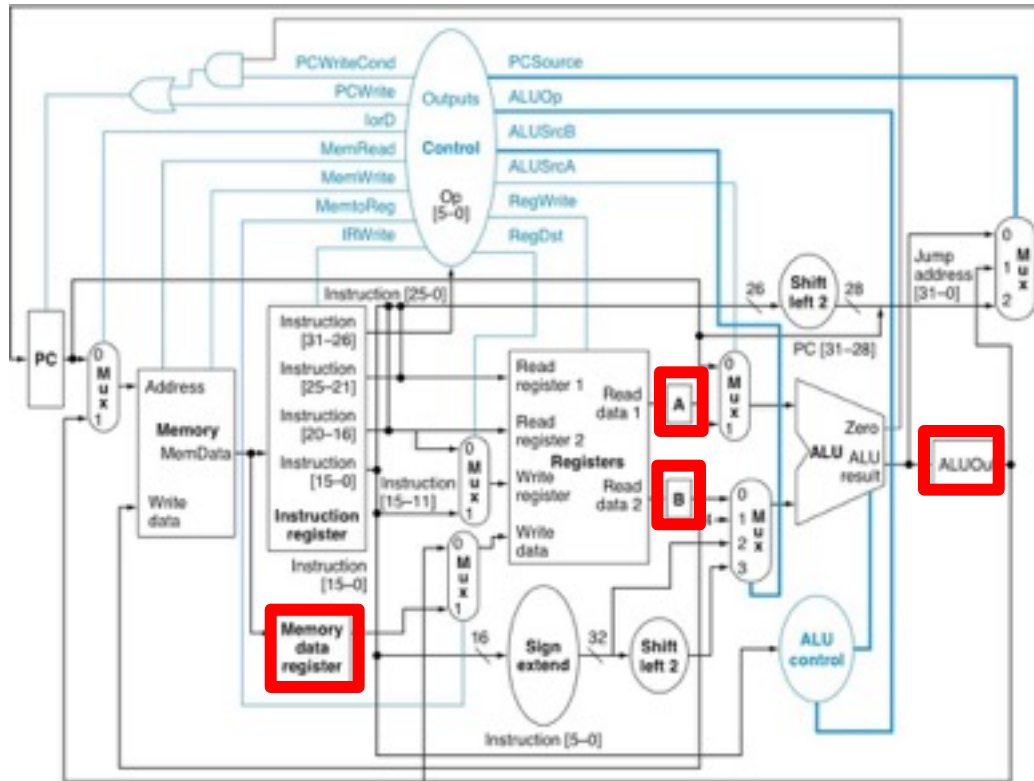 PCWriteCond
PCWrite
IorD
MemRead
MemWrite
MemtoReg
IRWrite
Outputs
Control
Op
[5–0]
PCSource
ALUOp
ALUSrcB
ALUSrcA
RegWrite
RegDst
Instruction [25-0]
26
Shift
left 2
28
Jump
address
[31–0]
0
1
2
M
u
x
PC [31–28]
PC
0
M
u
x
1
Address
Memory
MemData
Write
data
Instruction
[31–26]
Instruction
[25–21]
Instruction
[20–16]
Instruction
[15–0]
Instruction
register
Instruction
[15–11]
0
M
u
x
1
Read
register 1
Read
register 2
Registers
Write
register
Write
data
Read
data 1
Read
data 2
A
B
0
M
u
x
1
4
0
1
2
3
M
u
x
Zero
ALU
ALU
result
ALUOu
Instruction
[15–0]
0
M
u
x
1
Memory
data
register
16
Sign
extend
32
Shift
left 2
ALU
control
Instruction [5–0]